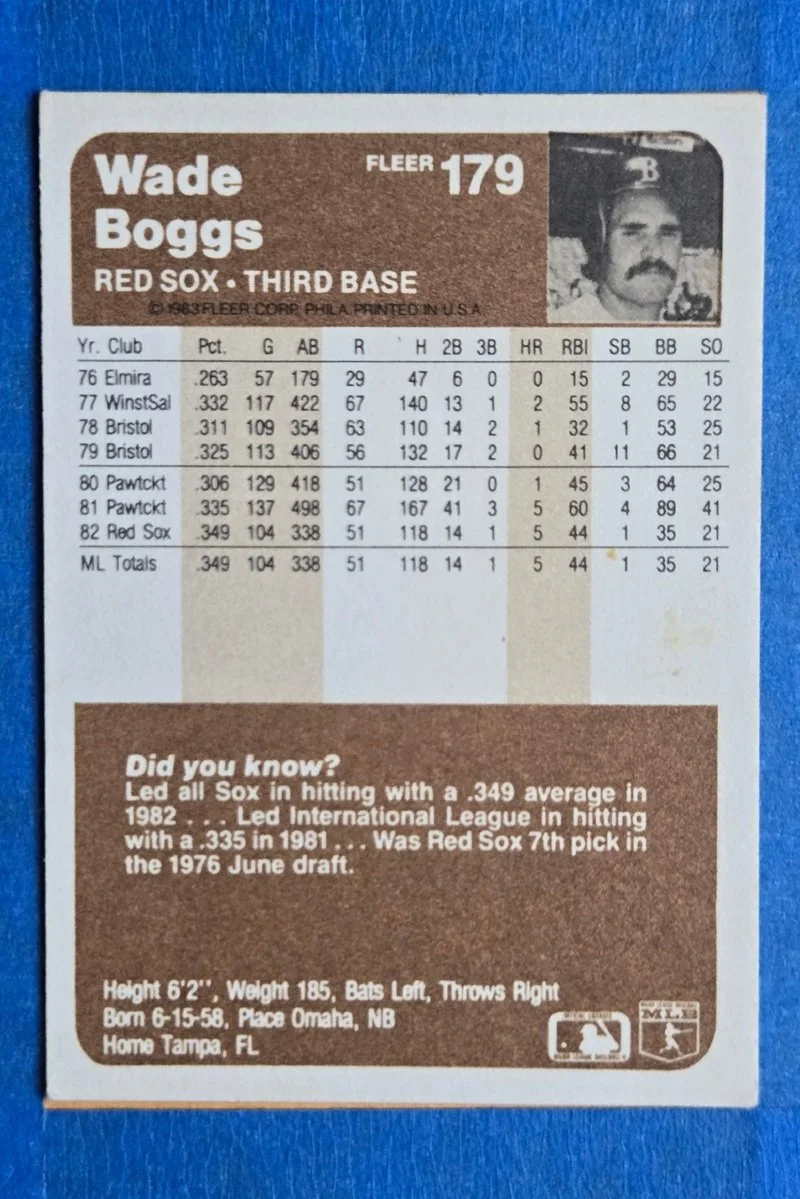 Wade
Boggs
FLEER 179
RED SOX • THIRD BASE
© 1983 FLEER CORP. PHILA. PRINTED IN U.S.A.
Yr. Club Pct. G AB R H 2B 3B HR RBI SB BB SO
76 Elmira .263 57 179 29 47 6 0 0 15 2 29 15
77 WinstSal .332 117 422 67 140 13 1 2 55 8 65 22
78 Bristol .311 109 354 63 110 14 2 1 32 1 53 25
79 Bristol .325 113 406 56 132 17 2 0 41 11 66 21
80 Pawtckt .306 129 418 51 128 21 0 1 45 3 64 25
81 Pawtckt .335 137 498 67 167 41 3 5 60 4 89 41
82 Red Sox .349 104 338 51 118 14 1 5 44 1 35 21
ML Totals .349 104 338 51 118 14 1 5 44 1 35 21
Did you know?
Led all Sox in hitting with a .349 average in
1982 . . . Led International League in hitting
with a .335 in 1981 . . . Was Red Sox 7th pick in
the 1976 June draft.
Height 6'2'', Weight 185, Bats Left, Throws Right
Born 6-15-58, Place Omaha, NB
Home Tampa, FL
B
MLB